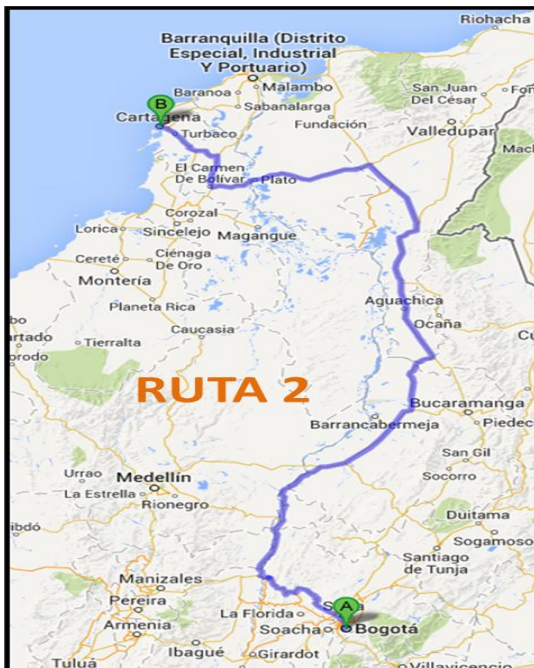 Riohacha
Barranquilla (Distrito
Especial, Industrial
Y Portuario)
Malambo
Baranoa
Sabanalarga
San Juan
Del César
B
Cartagena
Turbaco
Fundación
Valledupar
El Carmen
De Bolívar
Plato
Corozal
Sincelejo
Magangue
Lorica
Cereté
Ciénaga
De Oro
Montería
Planeta Rica
Aguachica
Ocaña
Caucasia
Tierralta
RUTA 2
Bucaramanga
Barrancabermeja
San Gil
Socorro
Urrao
Medellín
La Estrella
Rionegro
Duitama
Sogamoso
Santiago
de Tunja
Manizales
Pereira
Armenia
La Florida
A
Soacha
Bogotá
Ibagué
Girardot
Tuluá
Villavicencio